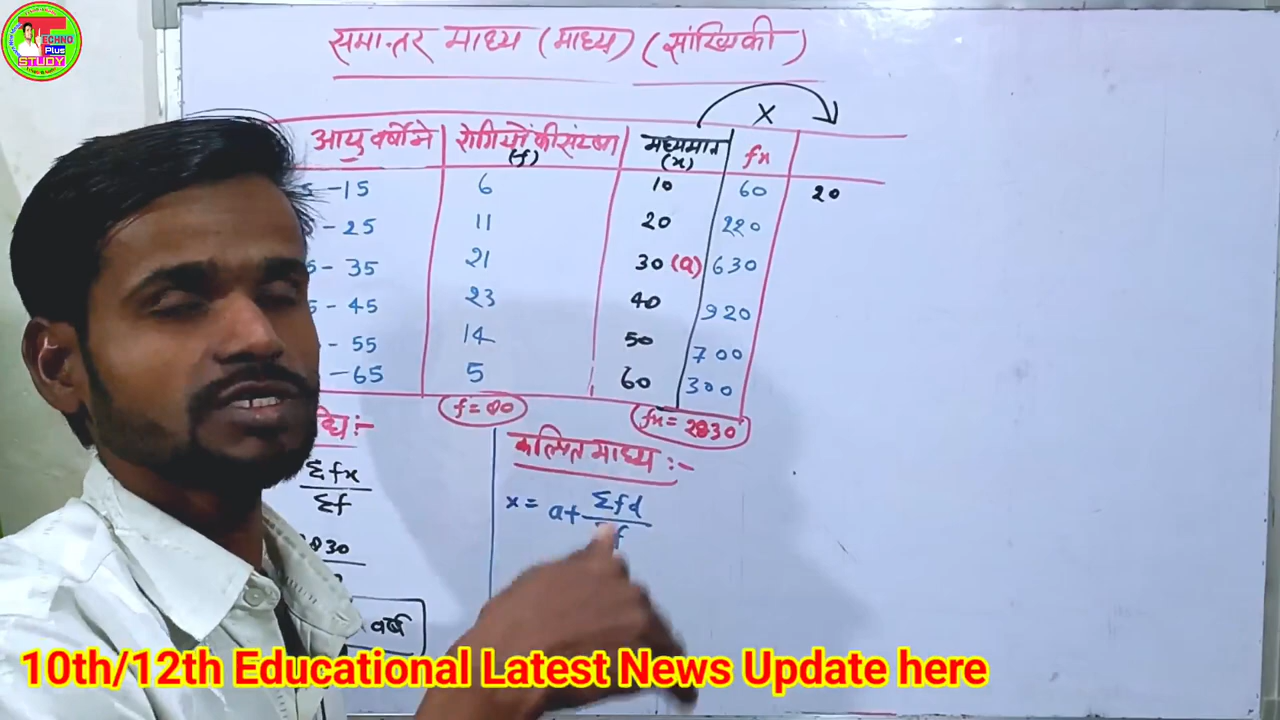 TECHNO
Plus
STUDY
समान्तर माध्य (माध्य) (सांख्यिकी)
आयु वर्षो मे | रोगियों की संख्या (f) | मध्यमान (x) | fx
X
-15 6 10 60 20
-25 11 20 220
-35 21 30 (a) 630
-45 23 40 920
-55 14 50 700
-65 5 60 300
f = 80 fx = 2830
धि :-
Σfx
Σf
830
वर्ष
कल्पित माध्य :-
x = a + Σfd
f
10th/12th Educational Latest News Update here